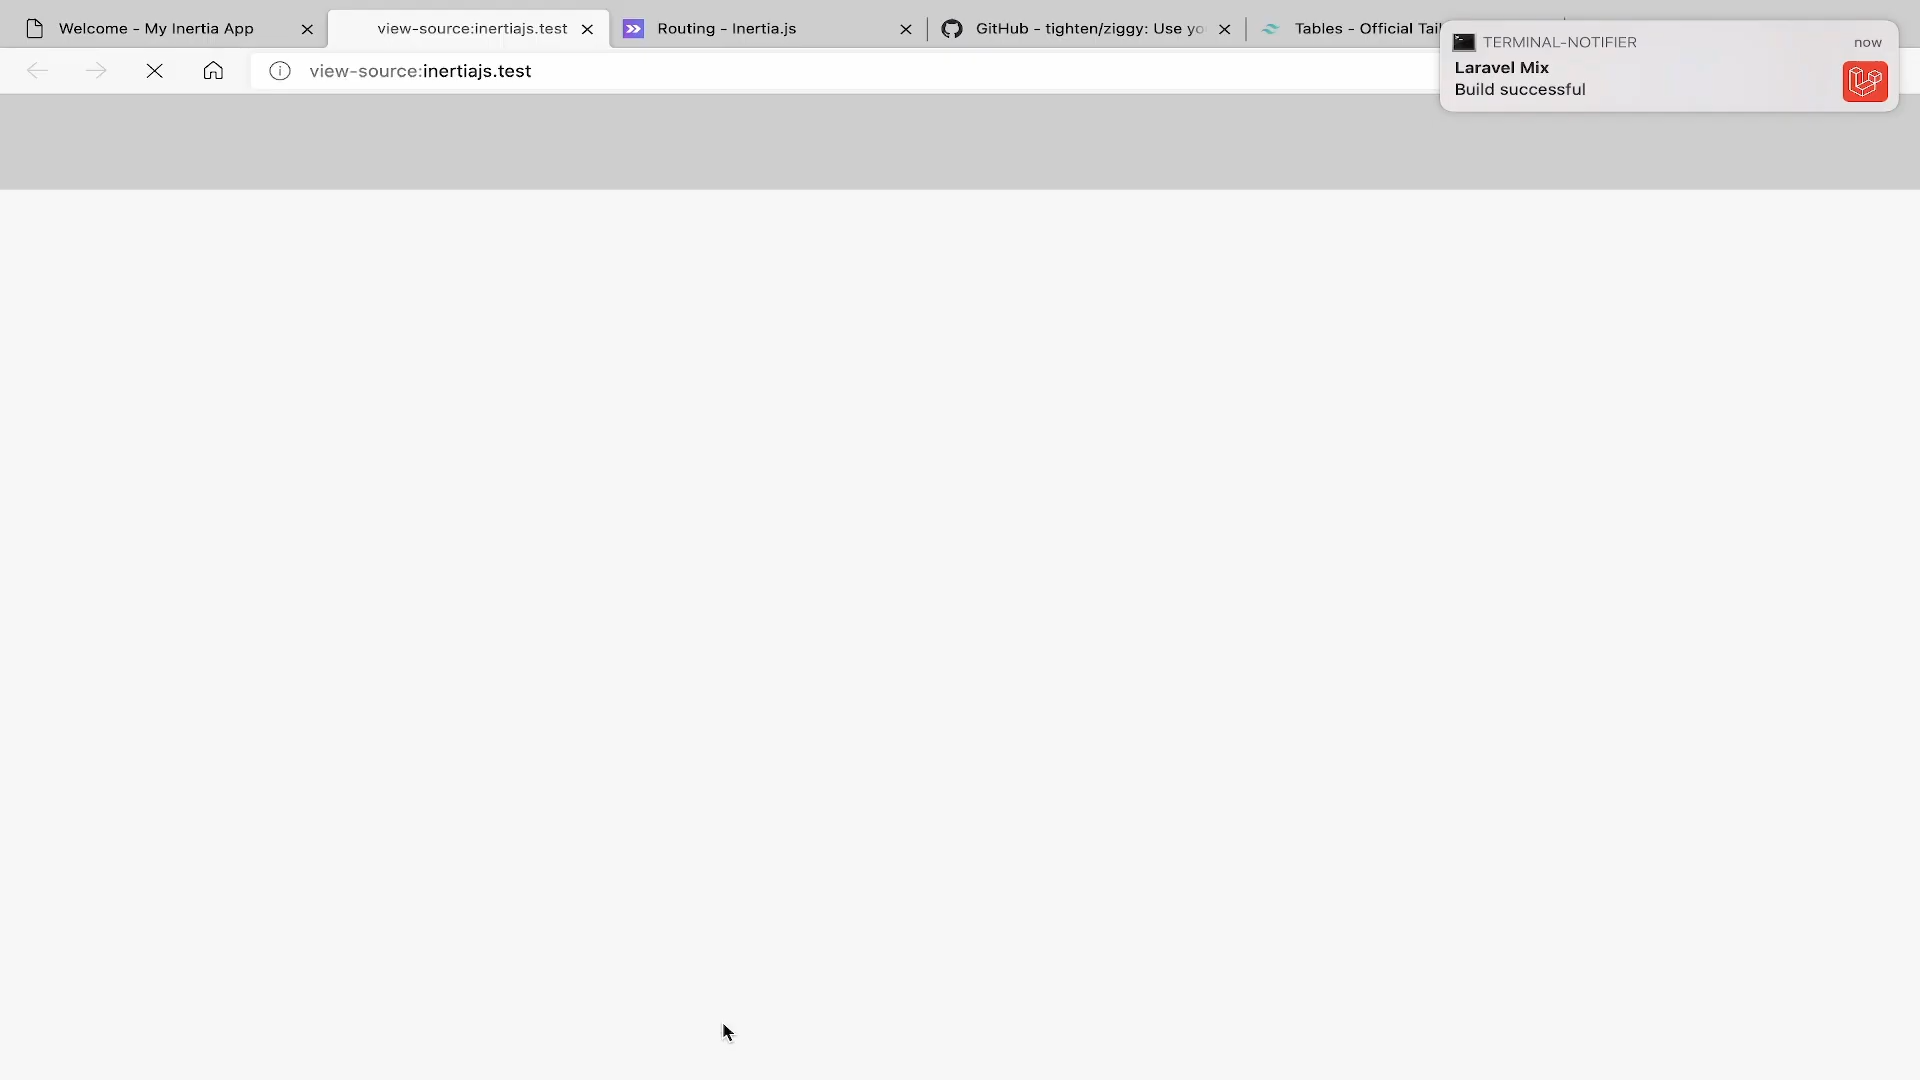 Welcome - My Inertia App
view-source:inertiajs.test
Routing - Inertia.js
GitHub - tighten/ziggy: Use yo
Tables - Official Tail
TERMINAL-NOTIFIER
now
Laravel Mix
Build successful
view-source:inertiajs.test